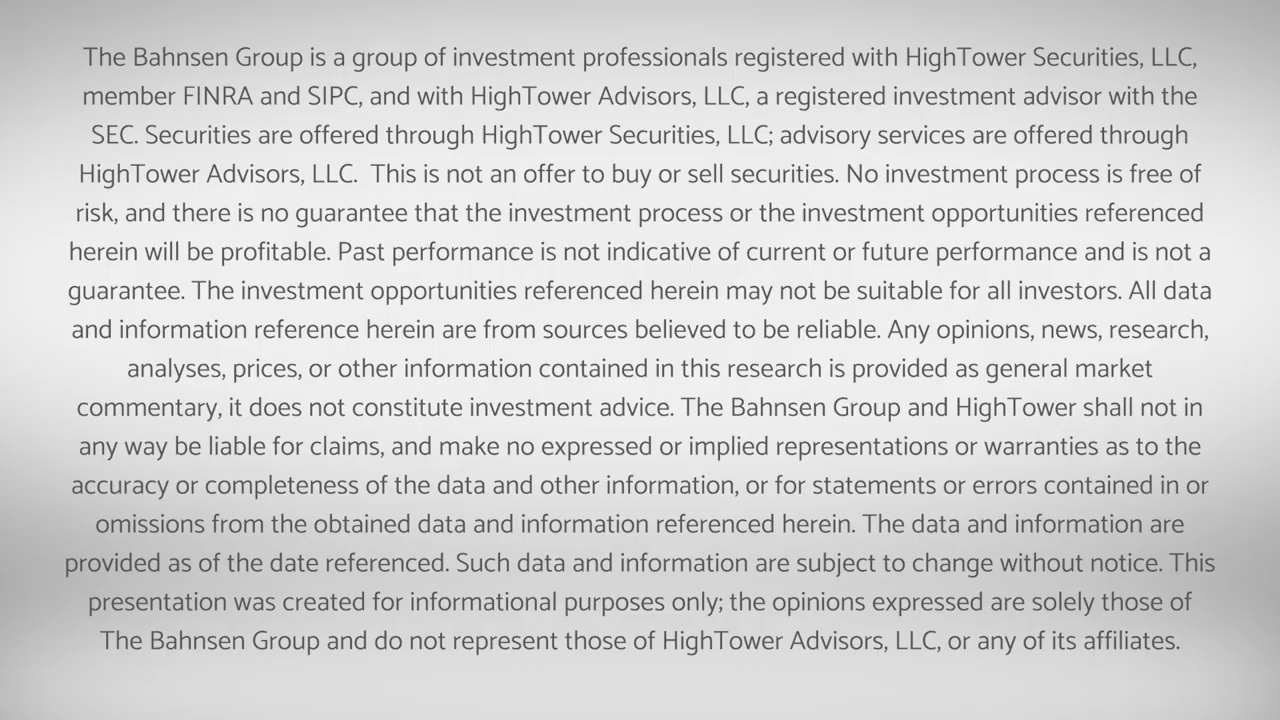 The Bahnsen Group is a group of investment professionals registered with HighTower Securities, LLC,
member FINRA and SIPC, and with HighTower Advisors, LLC, a registered investment advisor with the
SEC. Securities are offered through HighTower Securities, LLC; advisory services are offered through
HighTower Advisors, LLC.  This is not an offer to buy or sell securities. No investment process is free of
risk, and there is no guarantee that the investment process or the investment opportunities referenced
herein will be profitable. Past performance is not indicative of current or future performance and is not a
guarantee. The investment opportunities referenced herein may not be suitable for all investors. All data
and information reference herein are from sources believed to be reliable. Any opinions, news, research,
analyses, prices, or other information contained in this research is provided as general market
commentary, it does not constitute investment advice. The Bahnsen Group and HighTower shall not in
any way be liable for claims, and make no expressed or implied representations or warranties as to the
accuracy or completeness of the data and other information, or for statements or errors contained in or
omissions from the obtained data and information referenced herein. The data and information are
provided as of the date referenced. Such data and information are subject to change without notice. This
presentation was created for informational purposes only; the opinions expressed are solely those of
The Bahnsen Group and do not represent those of HighTower Advisors, LLC, or any of its affiliates.